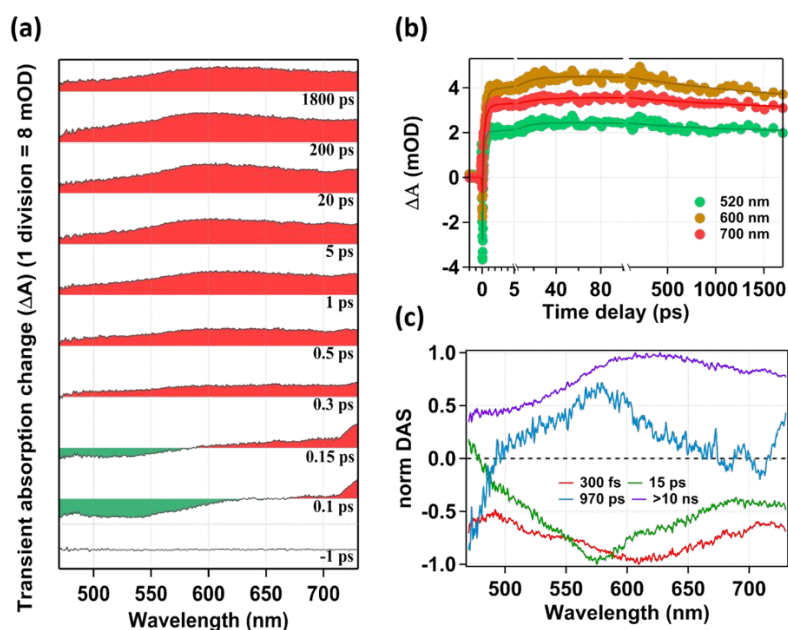 (a)
Transient absorption change (ΔA) (1 division = 8 mOD)
1800 ps
200 ps
20 ps
5 ps
1 ps
0.5 ps
0.3 ps
0.15 ps
0.1 ps
-1 ps
500 550 600 650 700
Wavelength (nm)
(b)
ΔA (mOD)
4
2
0
-2
-4
520 nm
600 nm
700 nm
0 5 40 80 500 1000 1500
Time delay (ps)
(c)
norm DAS
1.0
0.5
0.0
-0.5
-1.0
300 fs 15 ps
970 ps >10 ns
500 550 600 650 700
Wavelength (nm)